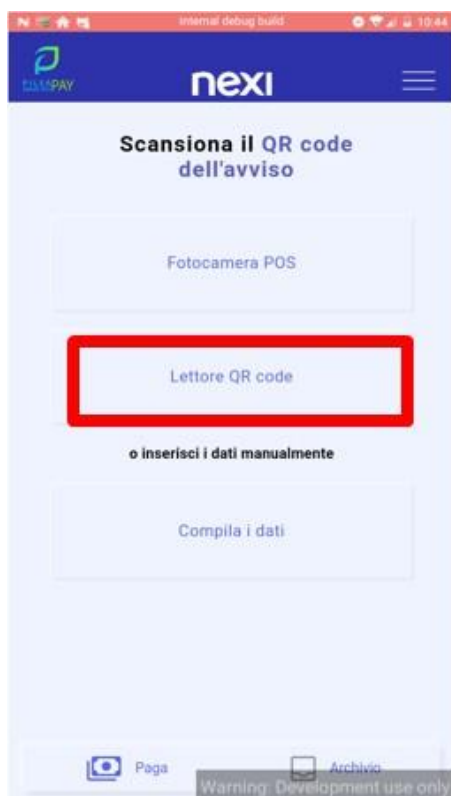 Internal debug build 10:44
PAY
nexi
Scansiona il QR code
dell'avviso
Fotocamera POS
Lettore QR code
o inserisci i dati manualmente
Compila i dati
Paga
Archivio
Warning: Development use only